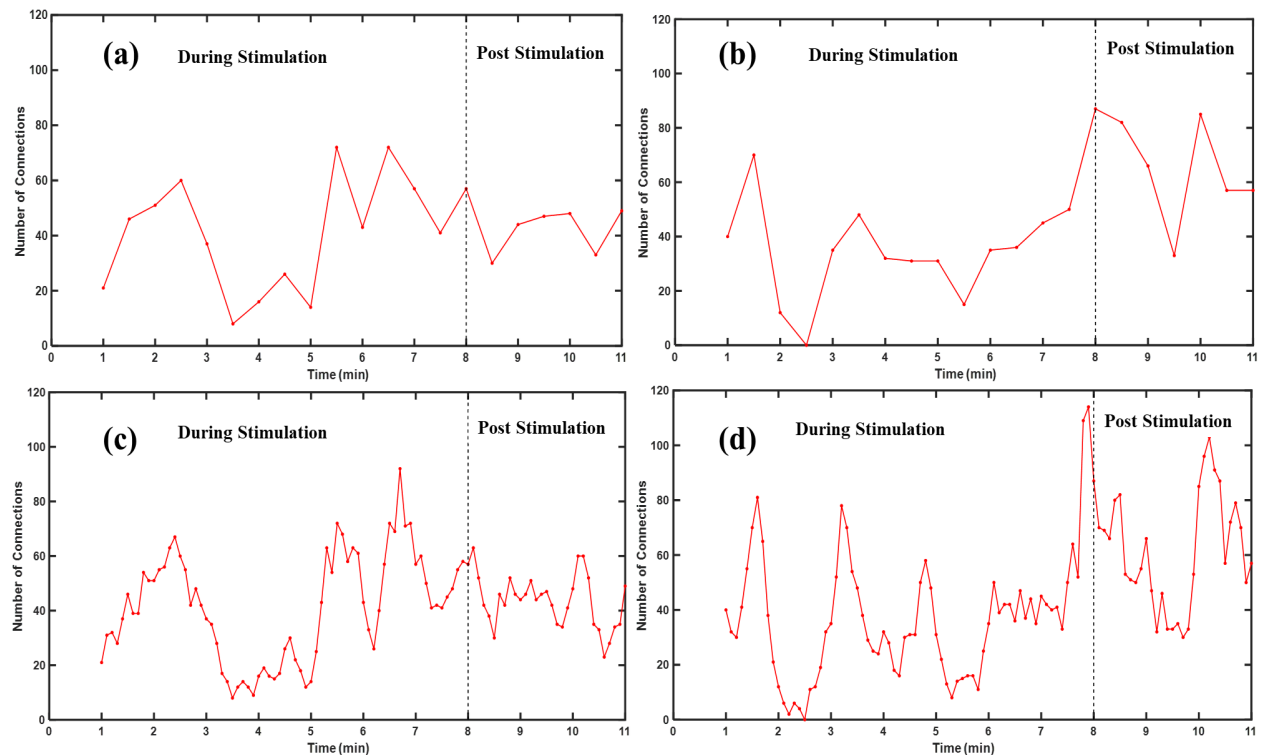 (a)
During Stimulation
Post Stimulation
Number of Connections
120
100
80
60
40
20
0
0 1 2 3 4 5 6 7 8 9 10 11
Time (min)
(b)
During Stimulation
Post Stimulation
Number of Connections
120
100
80
60
40
20
0
0 1 2 3 4 5 6 7 8 9 10 11
Time (min)
(c)
During Stimulation
Post Stimulation
Number of Connections
120
100
80
60
40
20
0
0 1 2 3 4 5 6 7 8 9 10 11
Time (min)
(d)
During Stimulation
Post Stimulation
Number of Connections
120
100
80
60
40
20
0
0 1 2 3 4 5 6 7 8 9 10 11
Time (min)